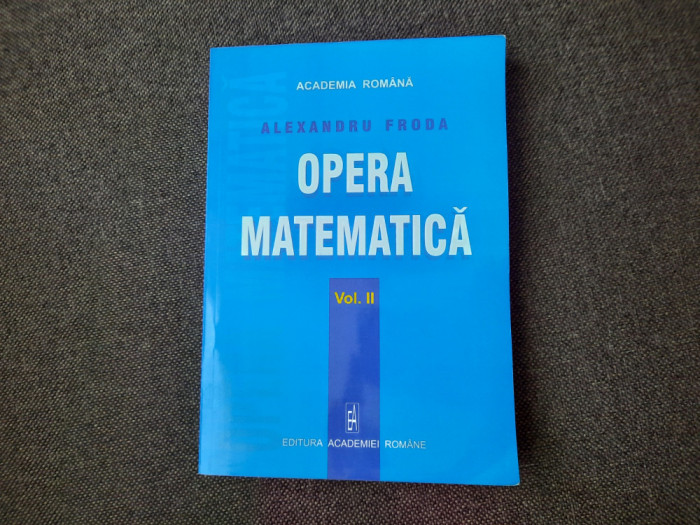 ACADEMIA ROMÂNĂ
ALEXANDRU FRODA
OPERA
MATEMATICĂ
Vol. II
EA
EDITURA ACADEMIEI ROMÂNE